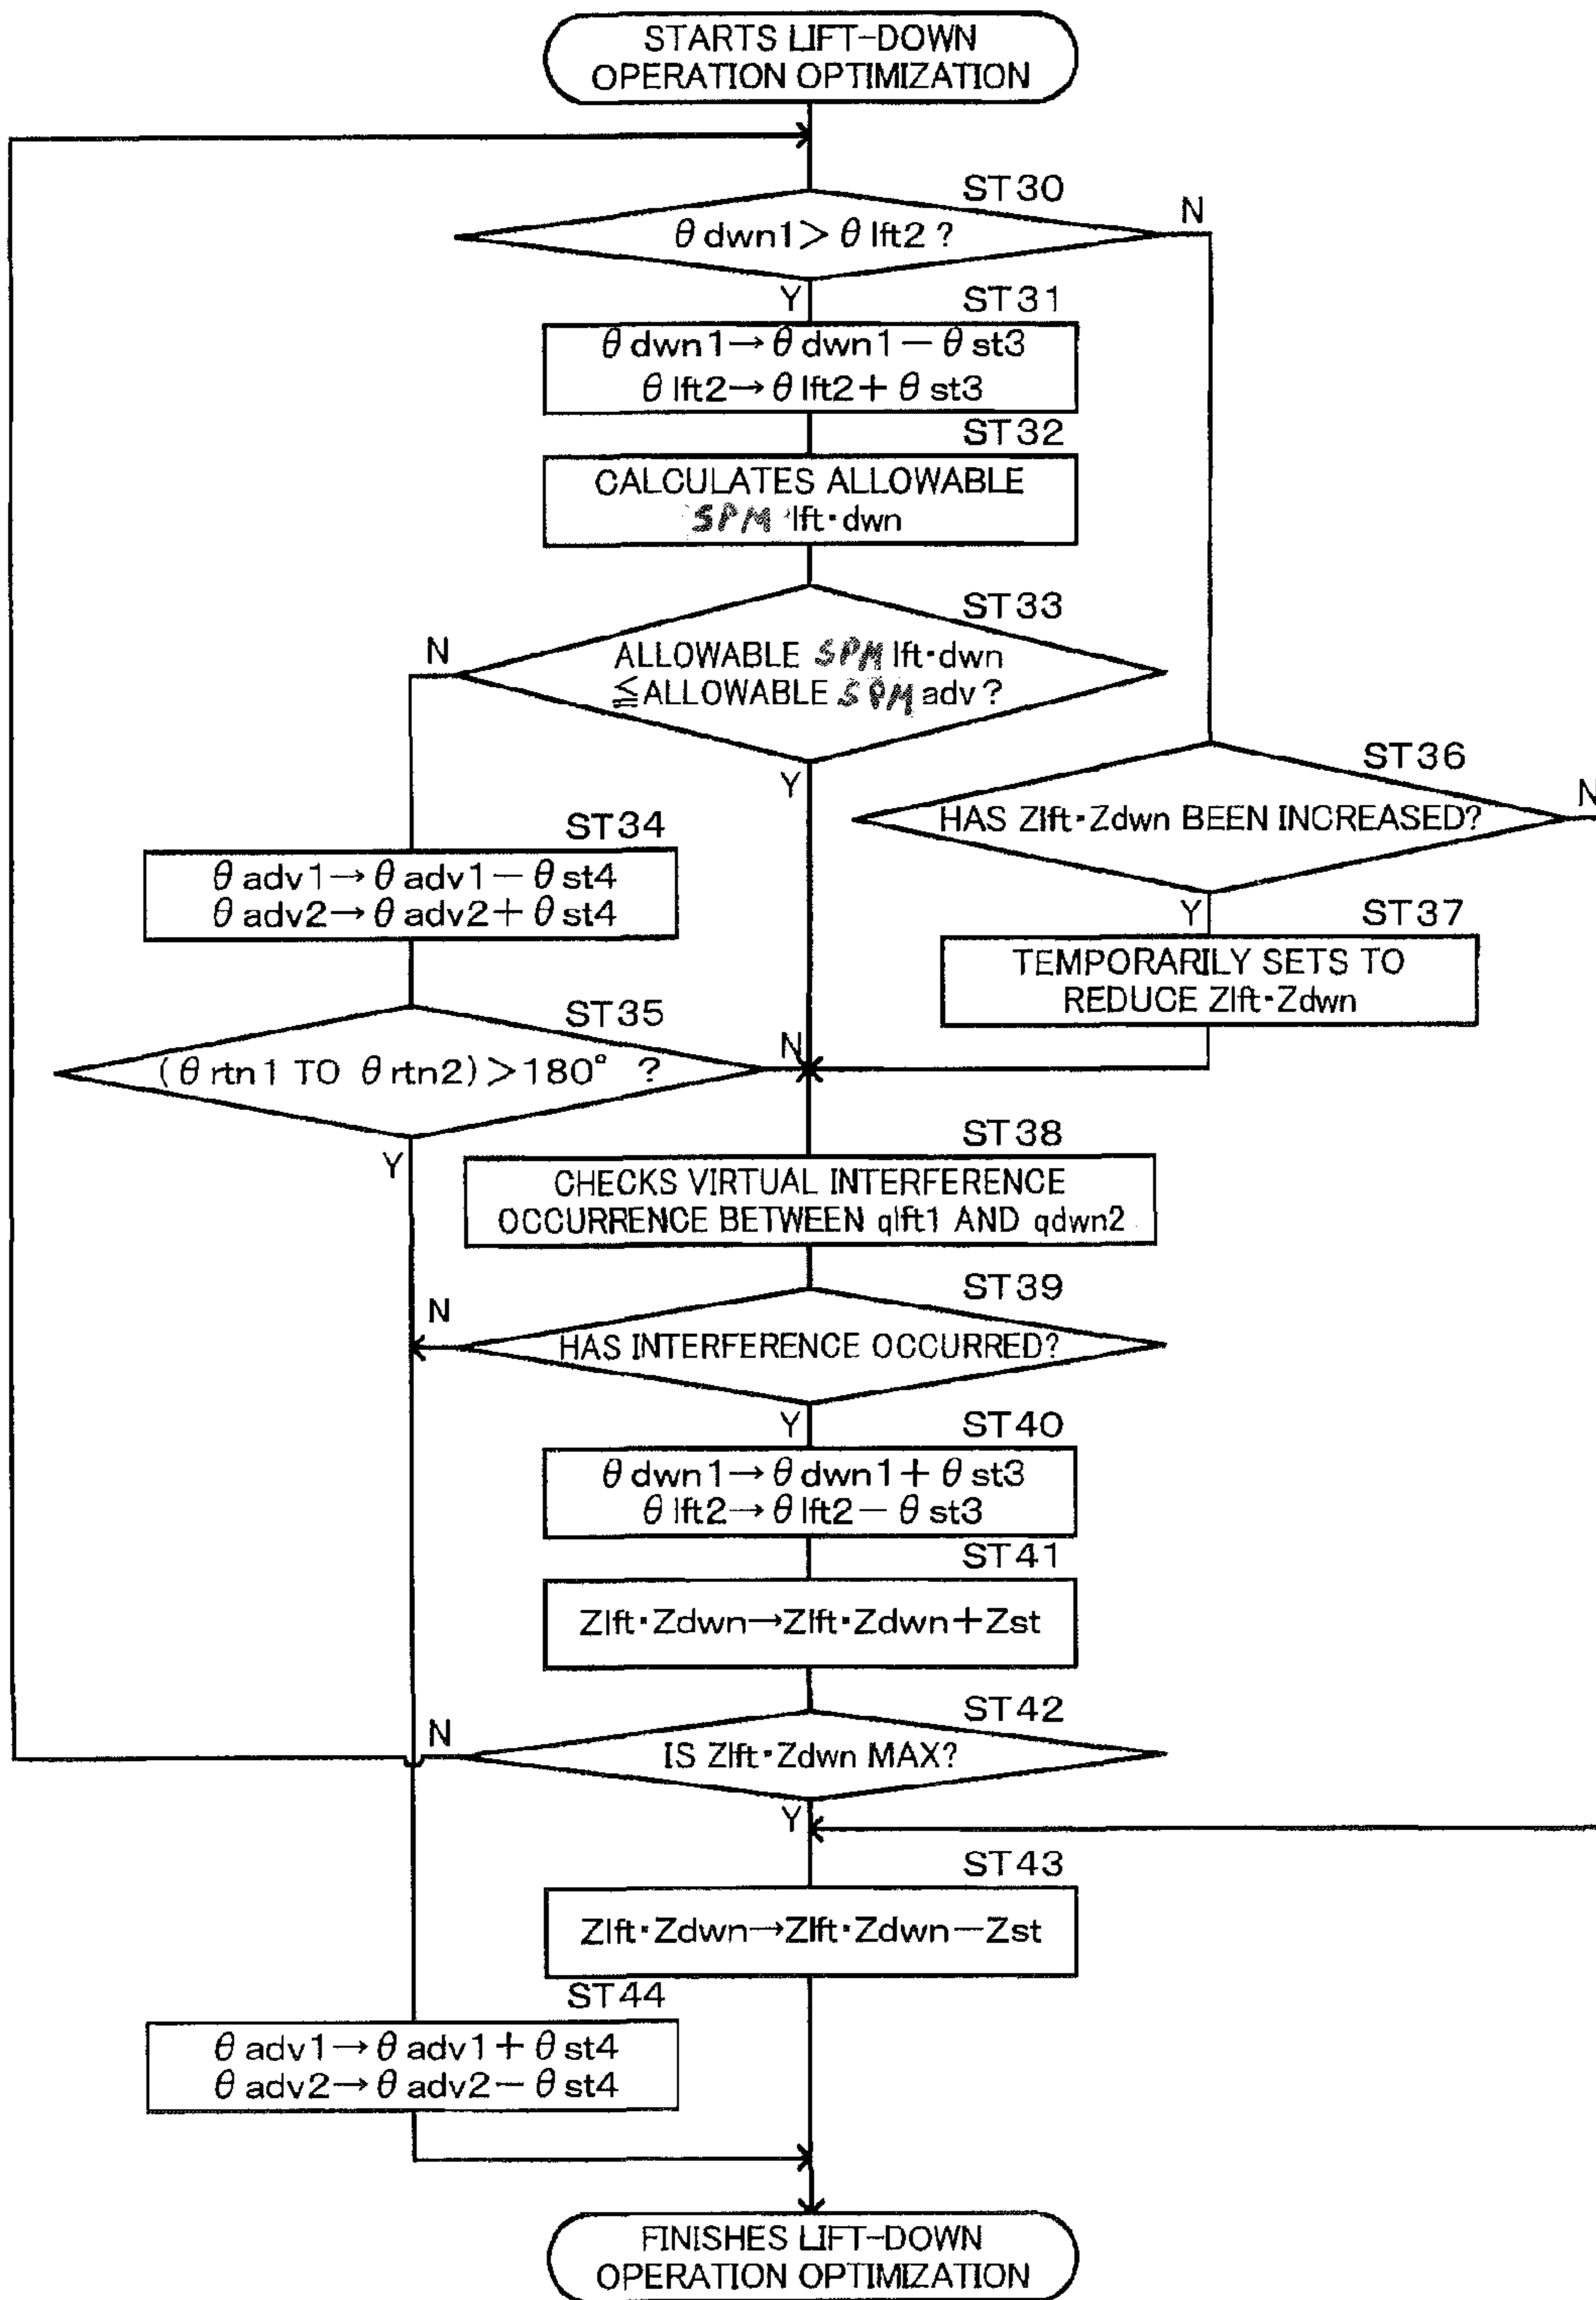 STARTS LIFT-DOWN
OPERATION OPTIMIZATION
ST30
θ dwn1> θ lft2 ?
N
Y
ST31
θ dwn1→ θ dwn1− θ st3
θ lft2→ θ lft2+ θ st3
ST32
CALCULATES ALLOWABLE
SPM lft·dwn
ST33
ALLOWABLE SPM lft·dwn
≦ALLOWABLE SPM adv ?
N
Y
ST34
θ adv1→ θ adv1− θ st4
θ adv2→ θ adv2+ θ st4
ST35
(θ rtn1 TO θ rtn2)>180° ?
N
Y
ST36
HAS Zlft·Zdwn BEEN INCREASED?
N
Y
ST37
TEMPORARILY SETS TO
REDUCE Zlft·Zdwn
ST38
CHECKS VIRTUAL INTERFERENCE
OCCURRENCE BETWEEN qlft1 AND qdwn2
ST39
HAS INTERFERENCE OCCURRED?
N
Y
ST40
θ dwn1→ θ dwn1+ θ st3
θ lft2→ θ lft2− θ st3
ST41
Zlft·Zdwn→Zlft·Zdwn+Zst
ST42
IS Zlft·Zdwn MAX?
N
Y
ST43
Zlft·Zdwn→Zlft·Zdwn−Zst
ST44
θ adv1→ θ adv1+ θ st4
θ adv2→ θ adv2− θ st4
FINISHES LIFT-DOWN
OPERATION OPTIMIZATION